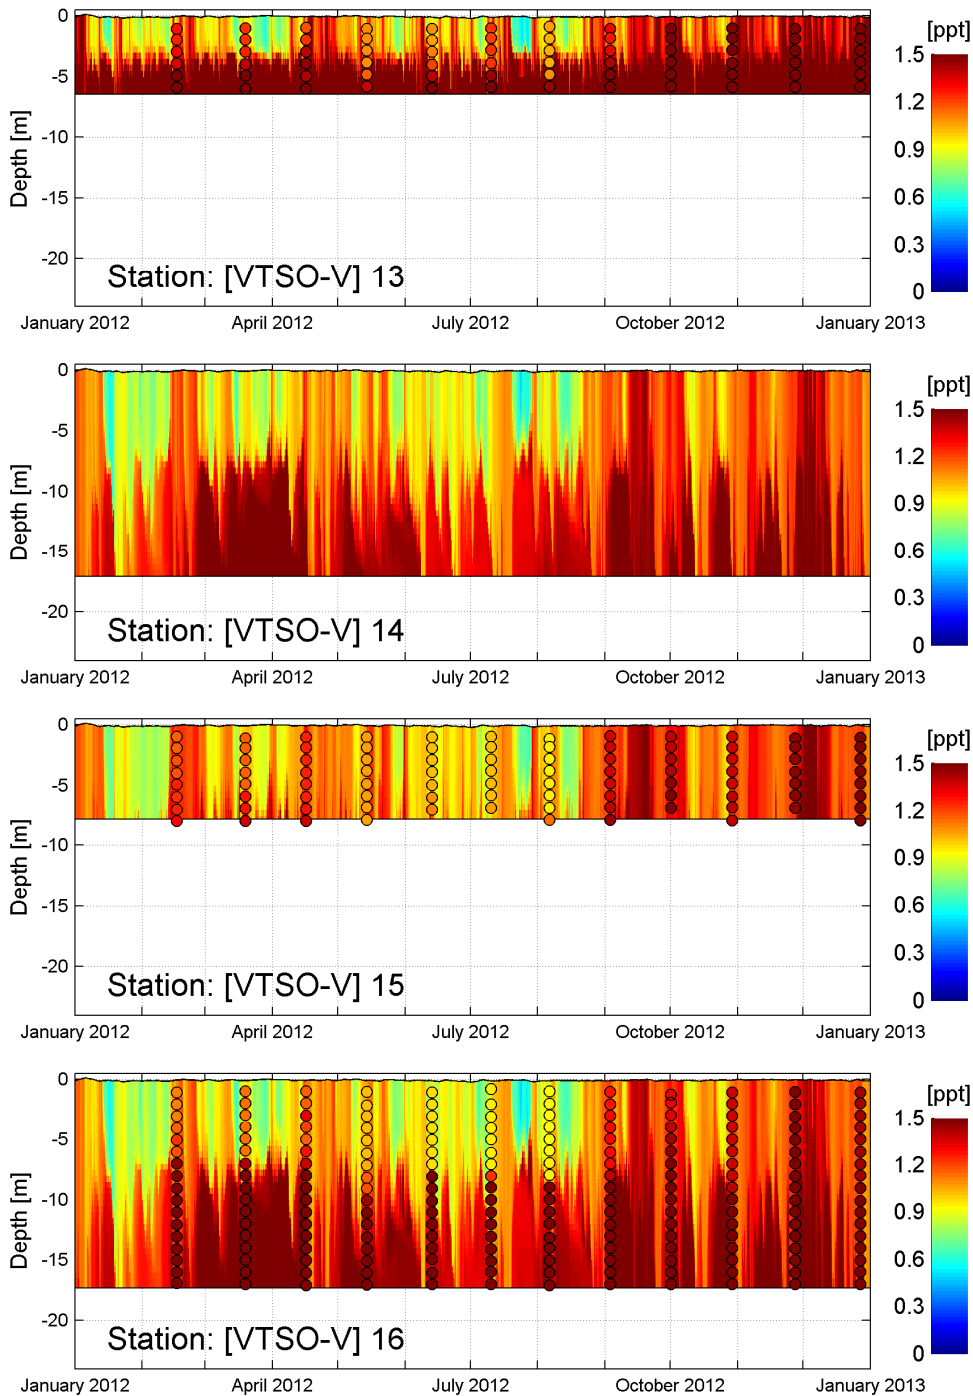 0
-5
-10
-15
-20
Depth [m]
Station: [VTSO-V] 13
January 2012 April 2012 July 2012 October 2012 January 2013
[ppt]
1.5
1.2
0.9
0.6
0.3
0
0
-5
-10
-15
-20
Depth [m]
Station: [VTSO-V] 14
January 2012 April 2012 July 2012 October 2012 January 2013
[ppt]
1.5
1.2
0.9
0.6
0.3
0
0
-5
-10
-15
-20
Depth [m]
Station: [VTSO-V] 15
January 2012 April 2012 July 2012 October 2012 January 2013
[ppt]
1.5
1.2
0.9
0.6
0.3
0
0
-5
-10
-15
-20
Depth [m]
Station: [VTSO-V] 16
January 2012 April 2012 July 2012 October 2012 January 2013
[ppt]
1.5
1.2
0.9
0.6
0.3
0